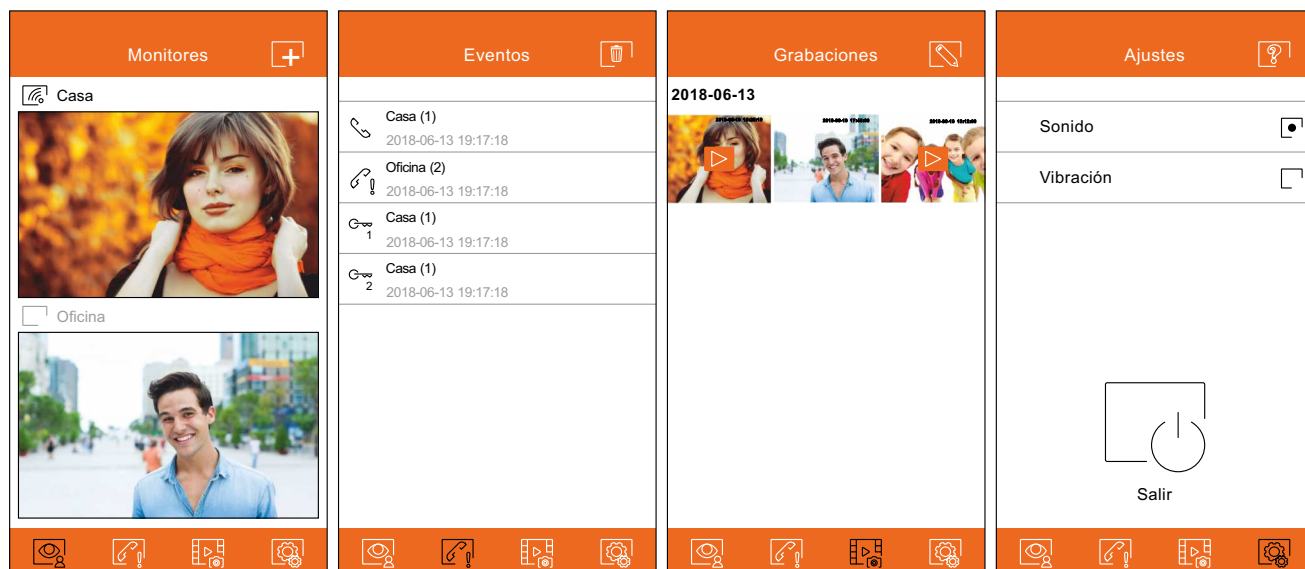 Monitores
Casa
Oficina
Eventos
Casa (1)
2018-06-13 19:17:18
Oficina (2)
2018-06-13 19:17:18
Casa (1)
2018-06-13 19:17:18
1
Casa (1)
2018-06-13 19:17:18
2
Grabaciones
2018-06-13
Ajustes
Sonido
Vibración
Salir